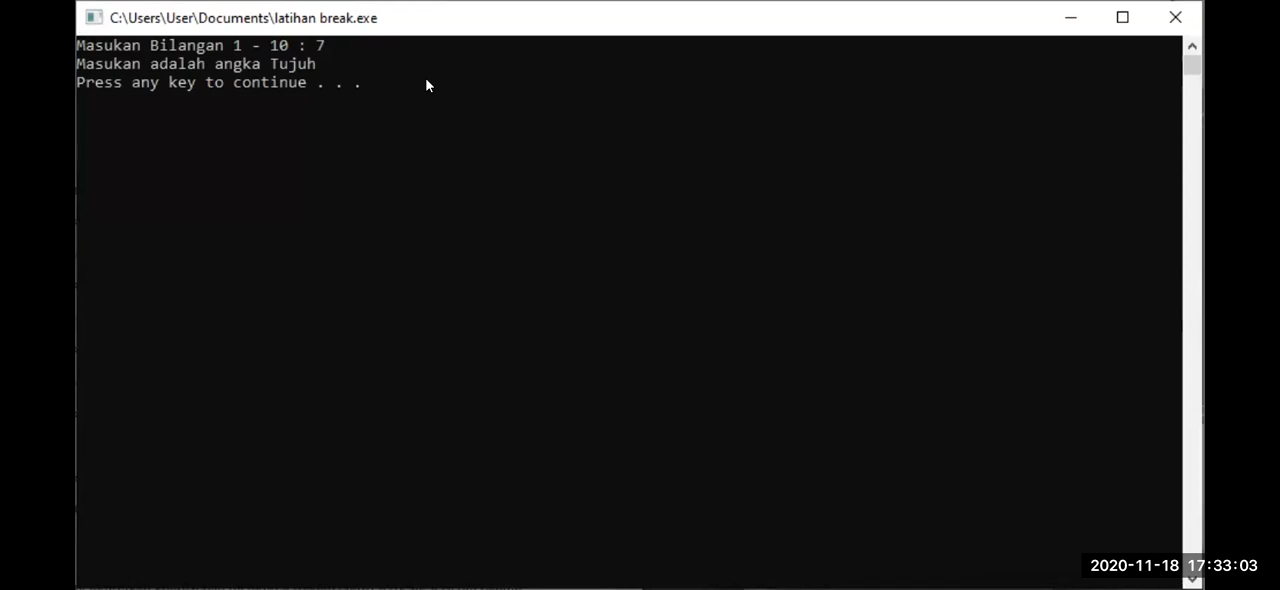 C:\Users\User\Documents\latihan break.exe
Masukan Bilangan 1 - 10 : 7
Masukan adalah angka Tujuh
Press any key to continue . . .
2020-11-18 17:33:03